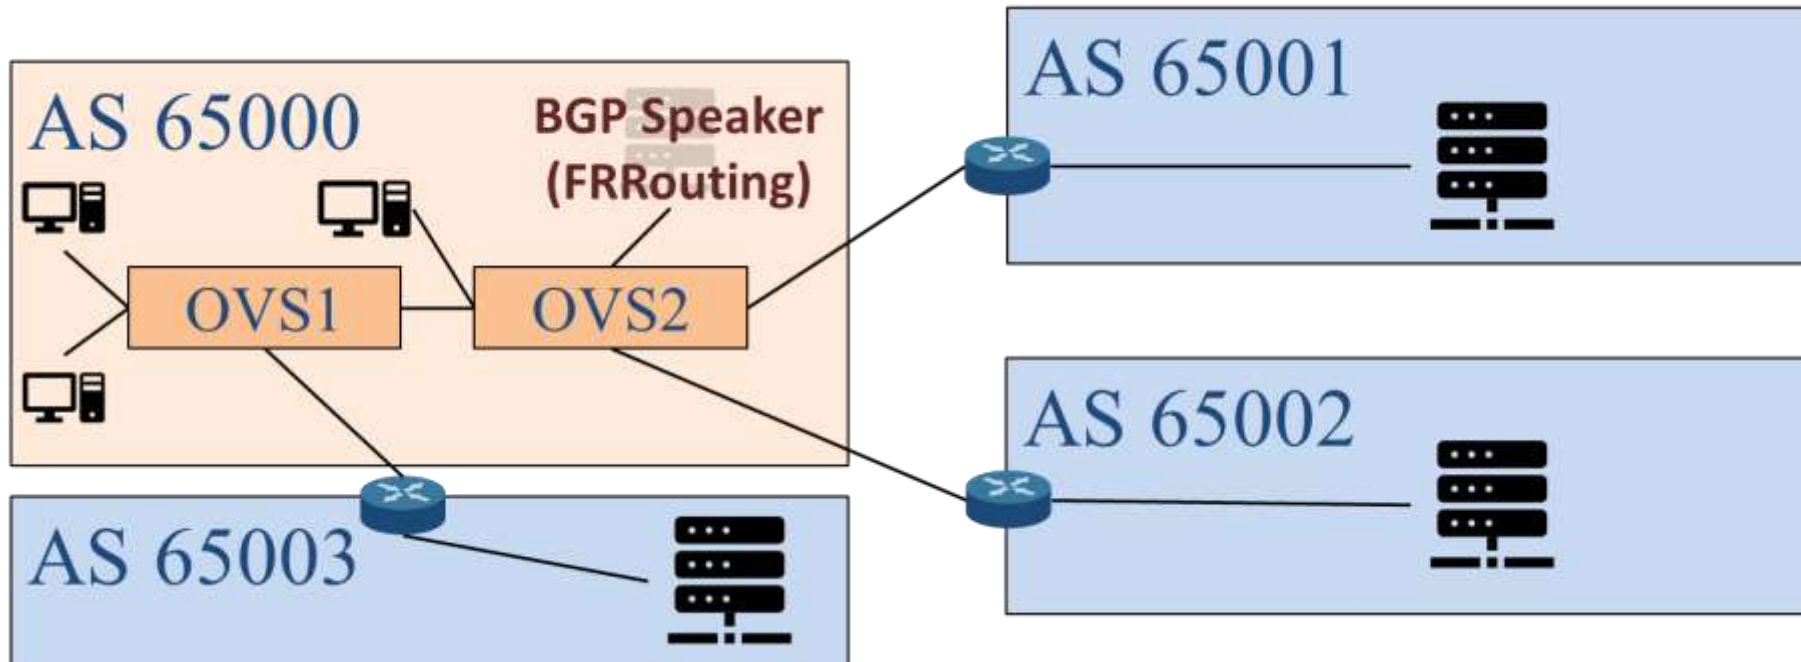 AS 65000
BGP Speaker
(FRRouting)
OVS1
OVS2
AS 65001
AS 65002
AS 65003